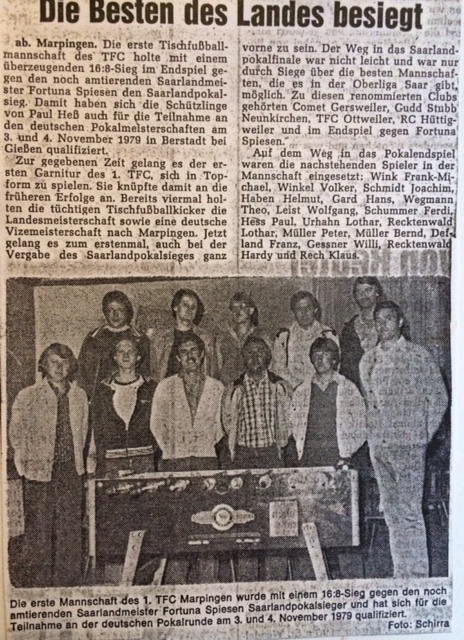 Die Besten des Landes besiegt
ab. Marpingen. Die erste Tischfußball-
mannschaft des TFC holte mit einem
überzeugenden 16:8-Sieg im Endspiel ge-
gen den noch amtierenden Saarlandmei-
ster Fortuna Spiesen den Saarlandpokal-
sieg. Damit haben sich die Schützlinge
von Paul Heß auch für die Teilnahme an
den deutschen Pokalmeisterschaften am
3. und 4. November 1979 in Berstadt bei
Gießen qualifiziert.
Zur gegebenen Zeit gelang es der er-
sten Garnitur des 1. TFC, sich in Top-
form zu spielen. Sie knüpfte damit an die
früheren Erfolge an. Bereits viermal hol-
ten die tüchtigen Tischfußballkicker die
Landesmeisterschaft sowie eine deutsche
Vizemeisterschaft nach Marpingen. Jetzt
gelang es zum erstenmal, auch bei der
Vergabe des Saarlandpokalsieges ganz
vorne zu sein. Der Weg in das Saarland-
pokalfinale war nicht leicht und war nur
durch Siege über die besten Mannschaf-
ten, die es in der Oberliga Saar gibt,
möglich. Zu diesen renommierten Clubs
gehörten Comet Gersweiler, Gudd Stubb
Neunkirchen, TFC Ottweiler, RC Hüttig-
weiler und im Endspiel gegen Fortuna
Spiesen.
Auf dem Weg in das Pokalendspiel
waren die nachstehenden Spieler in der
Mannschaft eingesetzt: Wink Frank-Mi-
chael, Winkel Volker, Schmidt Joachim,
Haben Helmut, Gard Hans, Wegmann
Theo, Leist Wolfgang, Schummer Ferdi,
Hess Paul, Urhahn Lothar, Recktenwald
Lothar, Müller Peter, Müller Bernd, Def-
land Franz, Gessner Willi, Recktenwald
Hardy und Rech Klaus.
Die erste Mannschaft des 1. TFC Marpingen wurde mit einem 16:8-Sieg gegen den noch
amtierenden Saarlandmeister Fortuna Spiesen Saarlandpokalsieger und hat sich für die
Teilnahme an der deutschen Pokalrunde am 3. und 4. November 1979 qualifiziert.
Foto: Schirra